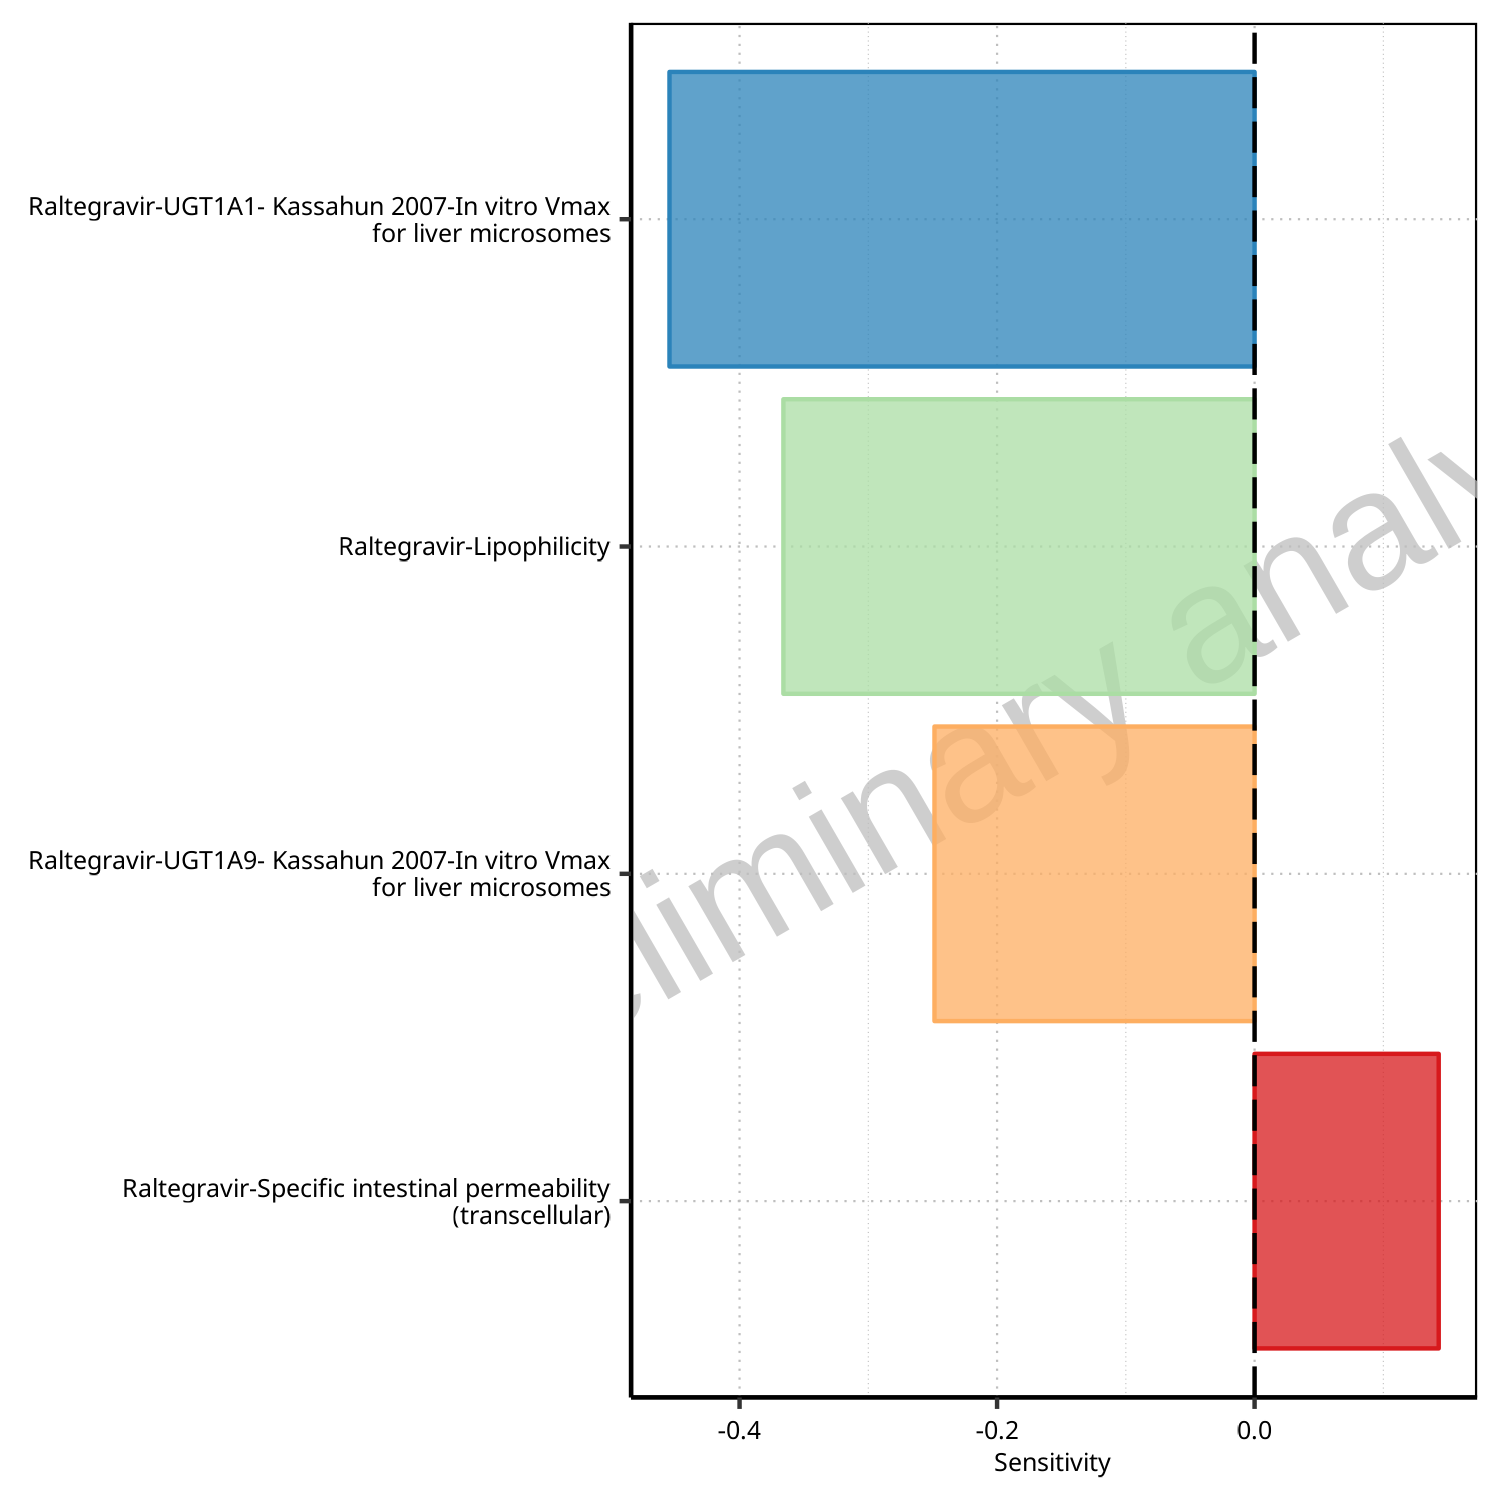 Raltegravir-UGT1A1- Kassahun 2007-In vitro Vmax
for liver microsomes
Raltegravir-Lipophilicity
Raltegravir-UGT1A9- Kassahun 2007-In vitro Vmax
for liver microsomes
Raltegravir-Specific intestinal permeability
(transcellular)
-0.4
-0.2
0.0
Sensitivity